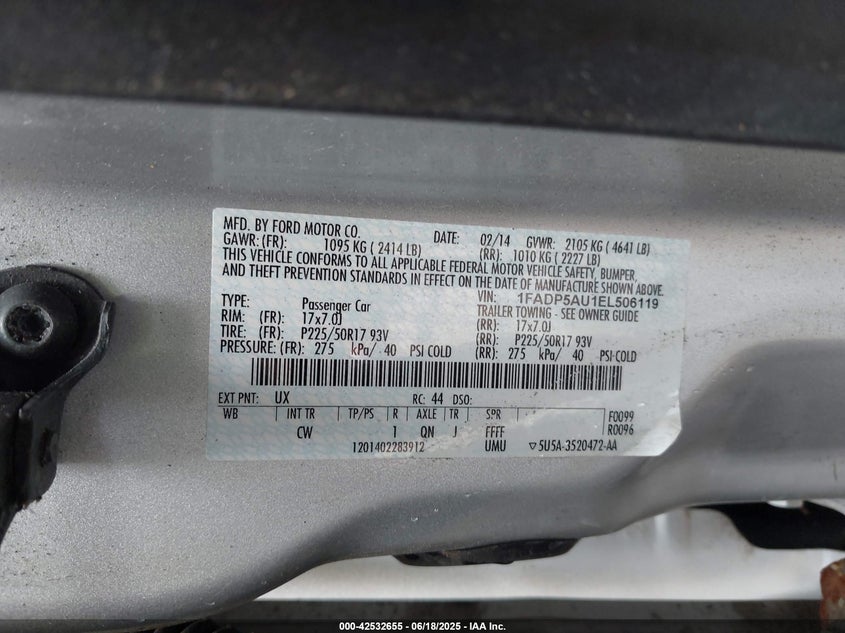 MFD. BY FORD MOTOR CO. DATE: 02/14 GVWR: 2105 KG ( 4641 LB)
GAWR: (FR): 1095 KG ( 2414 LB) (RR): 1010 KG ( 2227 LB)
THIS VEHICLE CONFORMS TO ALL APPLICABLE FEDERAL MOTOR VEHICLE SAFETY, BUMPER,
AND THEFT PREVENTION STANDARDS IN EFFECT ON THE DATE OF MANUFACTURE SHOWN ABOVE.
VIN: 1FADP5AU1EL506119
TYPE: Passenger Car TRAILER TOWING - SEE OWNER GUIDE
RIM: (FR): 17x7.0J (RR): 17x7.0J
TIRE: (FR): P225/50R17 93V (RR): P225/50R17 93V
PRESSURE: (FR): 275 kPa/ 40 PSI COLD (RR): 275 kPa/ 40 PSI-COLD
EXT PNT: UX RC: 44 DSO:
WB INT TR TP/PS R AXLE TR SPR F0099
CW 1 QN J FFFF R0096
1201402283912 UMU ▽5U5A-3520472-AA
000-42532655 - 06/18/2025 - IAA Inc.